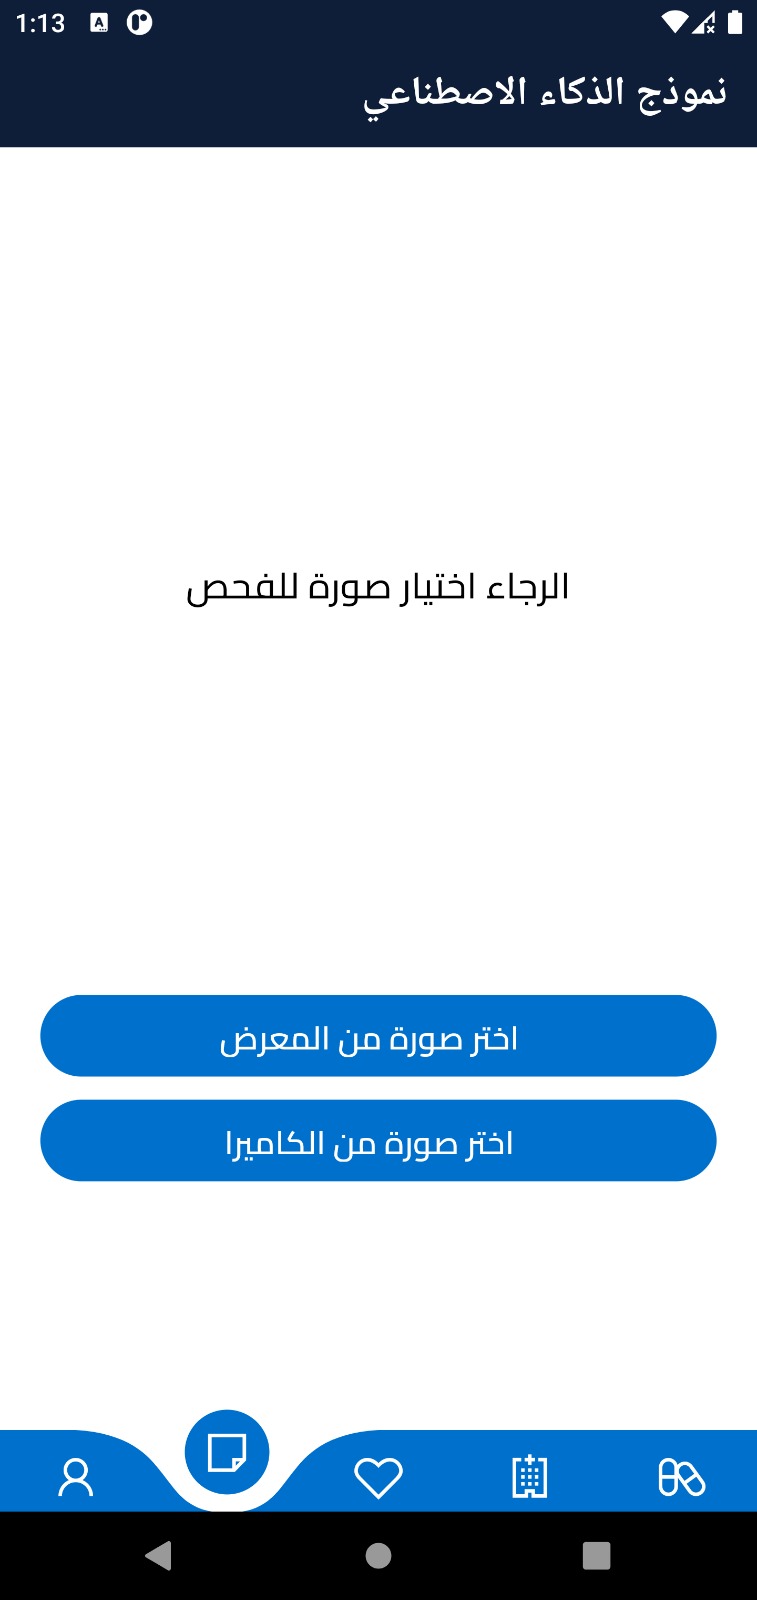 1:13
نموذج الذكاء الاصطناعي
الرجاء اختيار صورة للفحص
اختر صورة من المعرض
اختر صورة من الكاميرا